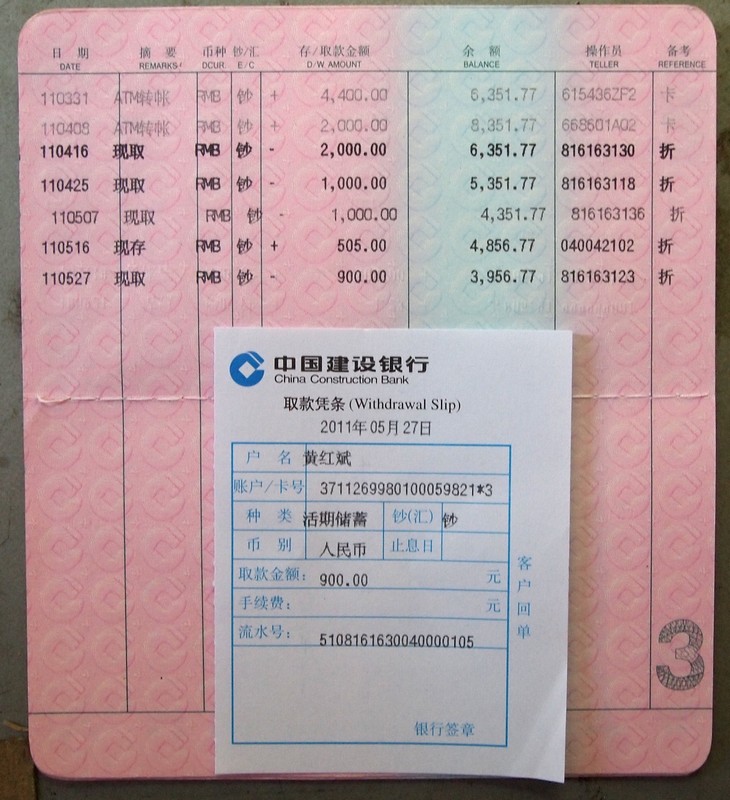 日 期 摘 要 币种 钞/汇 存/取款金额 余 额 操作员 备考
DATE REMARKS DCUR E/C D/W AMOUNT BALANCE TELLER REFERENCE
110331 ATM转帐 RMB 钞 + 4,400.00 6,351.77 615436ZF2 卡
110408 ATM转帐 RMB 钞 + 2,000.00 8,351.77 668501A02 卡
110416 现取 RMB 钞 - 2,000.00 6,351.77 816163130 折
110425 现取 RMB 钞 - 1,000.00 5,351.77 816163118 折
110507 现取 RMB 钞 - 1,000.00 4,351.77 816163136 折
110516 现存 RMB 钞 + 505.00 4,856.77 040042102 折
110527 现取 RMB 钞 - 900.00 3,956.77 816163123 折
中国建设银行
China Construction Bank
取款凭条 (Withdrawal Slip)
2011年05月27日
户 名 黄红斌
账户/卡号 3711269980100059821*3
种 类 活期储蓄 钞(汇) 钞
币 别 人民币 止息日
取款金额: 900.00 元
手续费: 元
流水号: 5108161630040000105
银行签章
客户回单
3